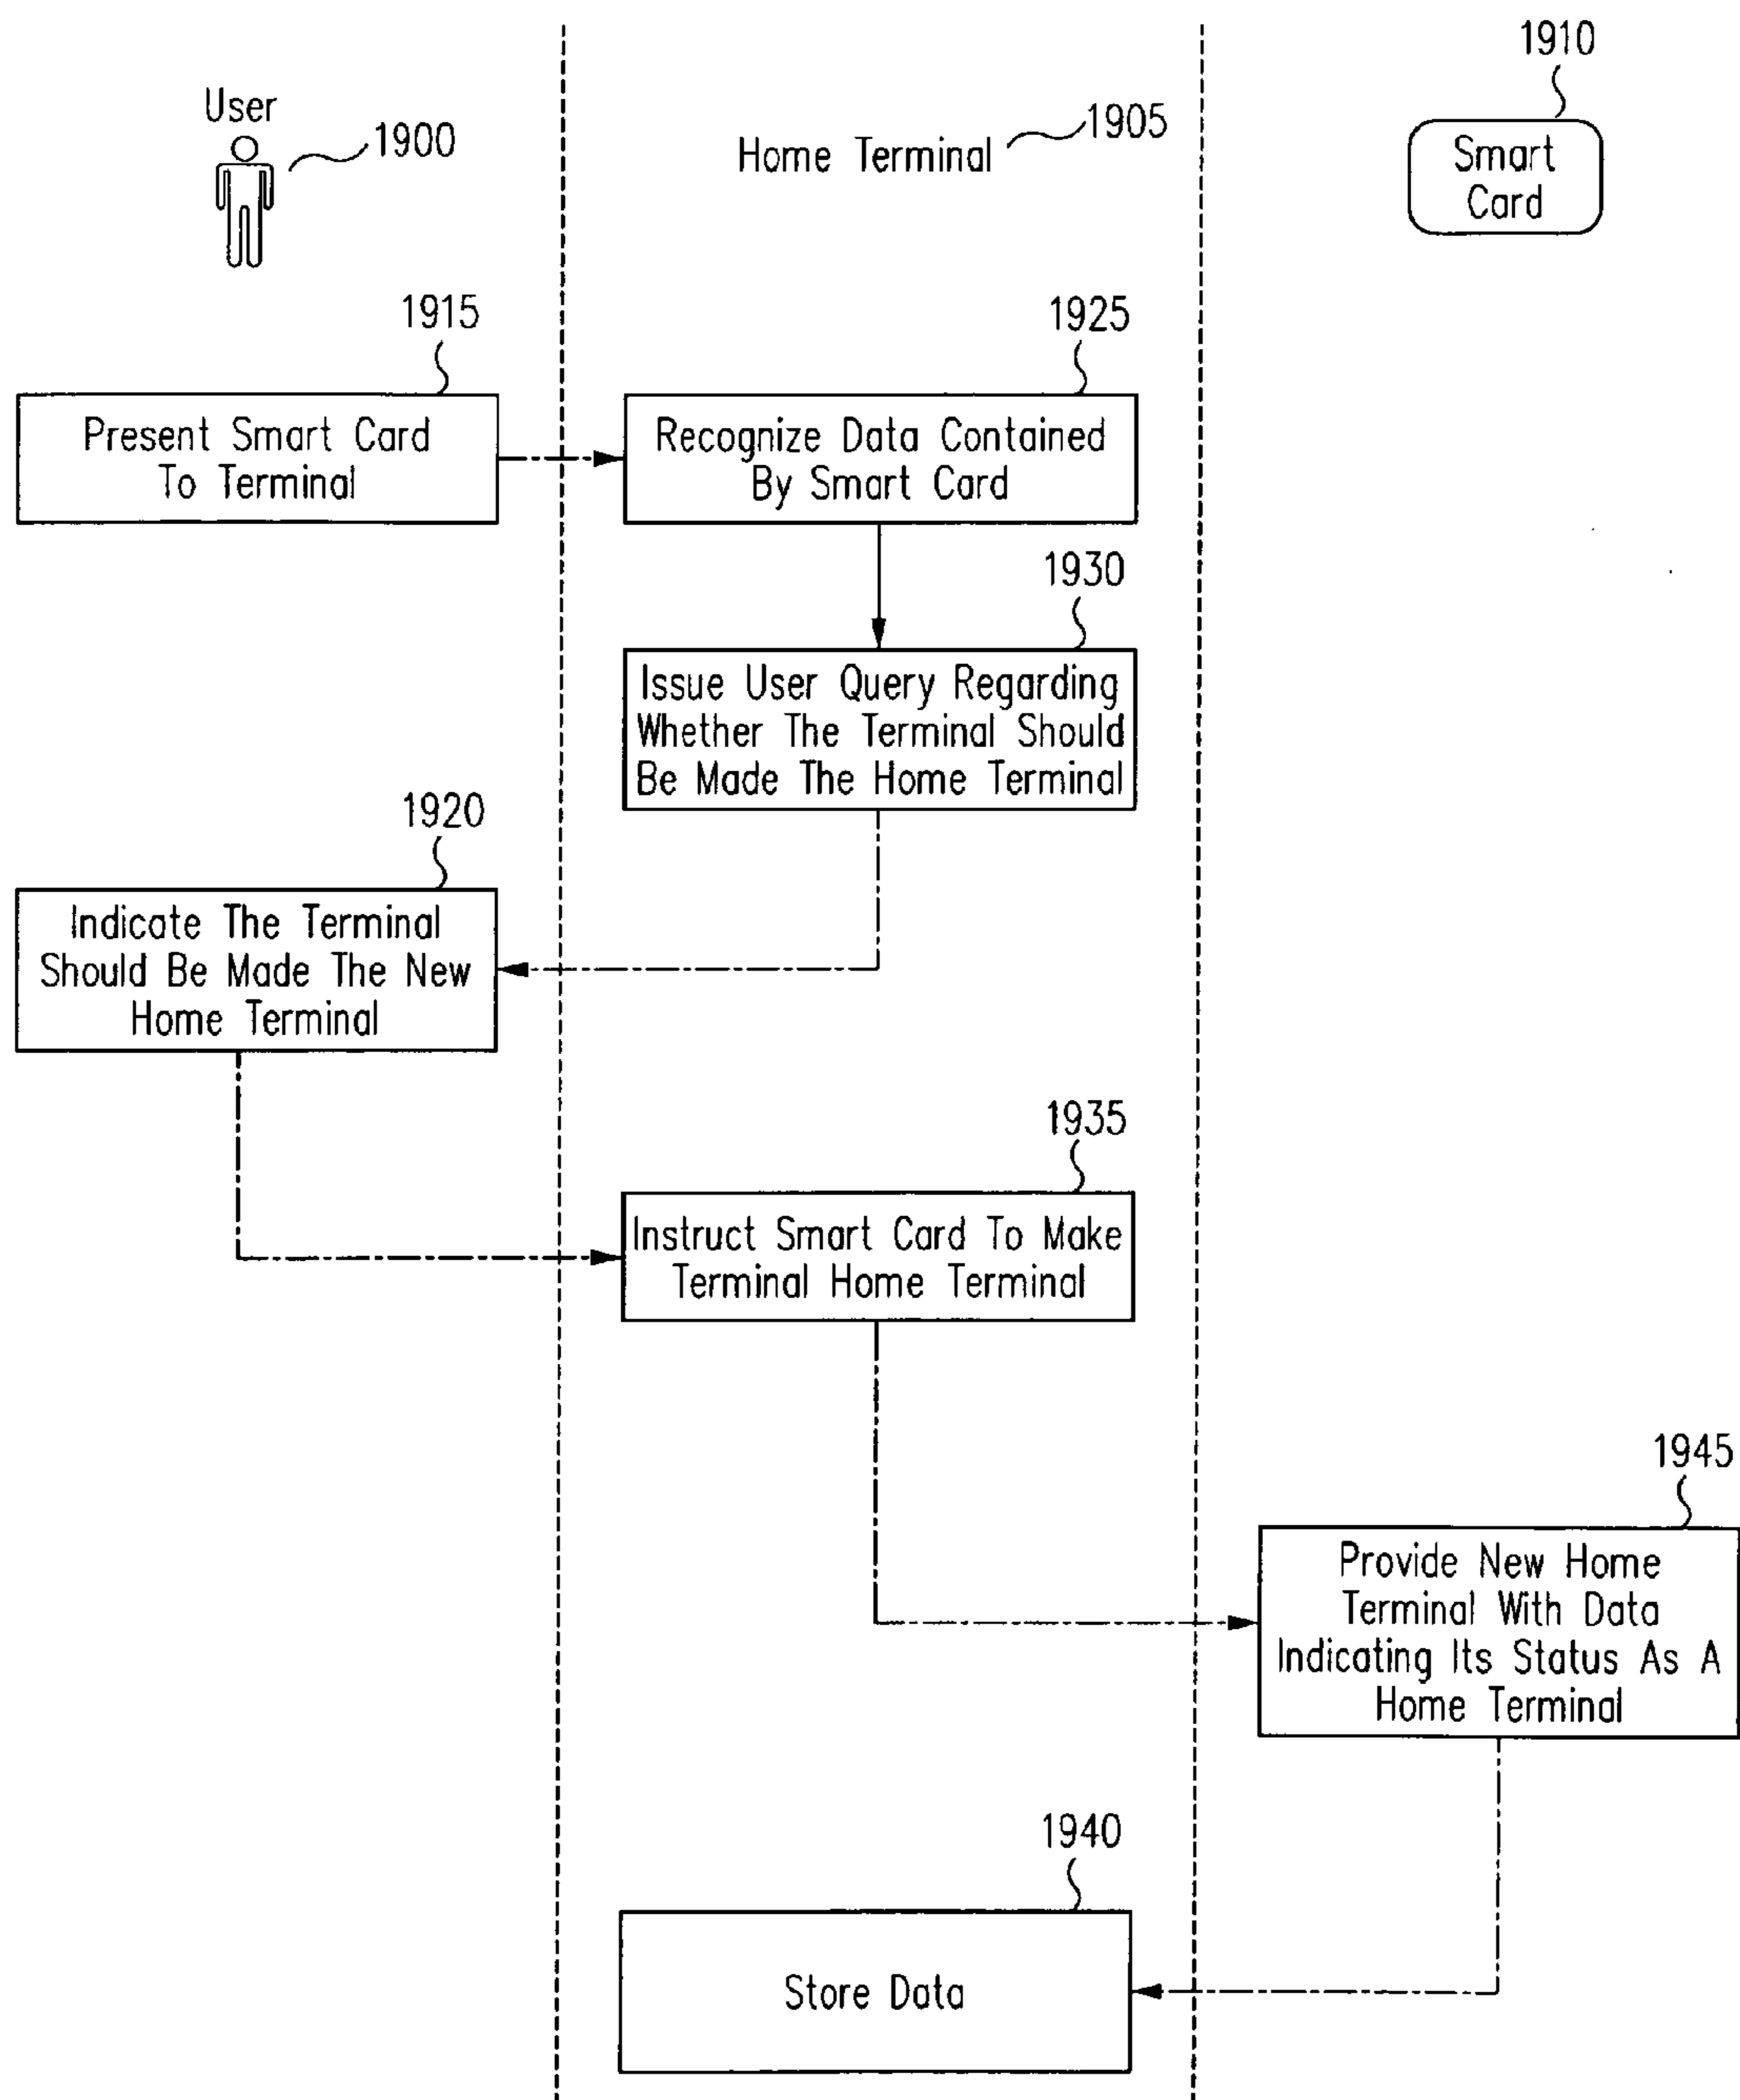 1910
User
1900
Home Terminal
1905
Smart
Card
1915
1925
Present Smart Card
To Terminal
Recognize Data Contained
By Smart Card
1930
Issue User Query Regarding
Whether The Terminal Should
Be Made The Home Terminal
1920
Indicate The Terminal
Should Be Made The New
Home Terminal
1935
Instruct Smart Card To Make
Terminal Home Terminal
1945
Provide New Home
Terminal With Data
Indicating Its Status As A
Home Terminal
1940
Store Data